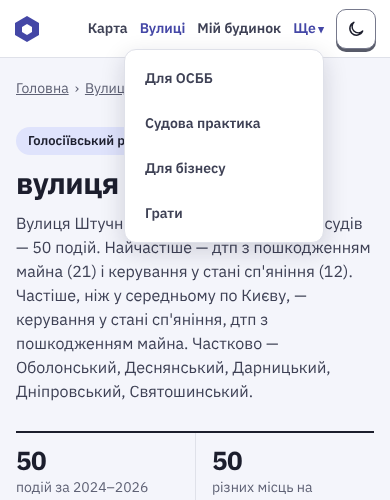 Карта Вулиці Мій будинок Ще ▾
Для ОСББ
Судова практика
Для бізнесу
Грати
Головна ›
Голосіївський
вулиця
Вулиця судів
— 50 подій. Найчастіше — дтп з пошкодженням
майна (21) і керування у стані сп'яніння (12).
Частіше, ніж у середньому по Києву, —
керування у стані сп'яніння, дтп з
пошкодженням майна. Частково —
Оболонський, Деснянський, Дарницький,
Дніпровський, Святошинський.
50 50
подій за 2024–2026 різних місць на